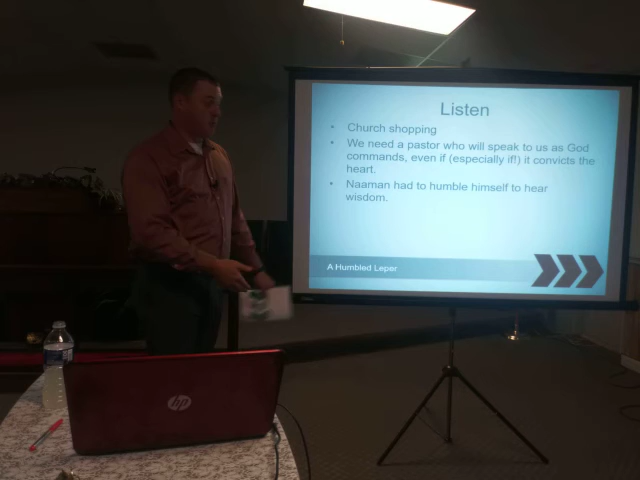 Listen
• Church shopping
• We need a pastor who will speak to us as God
commands, even if (especially if!) it convicts the
heart.
• Naaman had to humble himself to hear
wisdom.
A Humbled Leper
hp